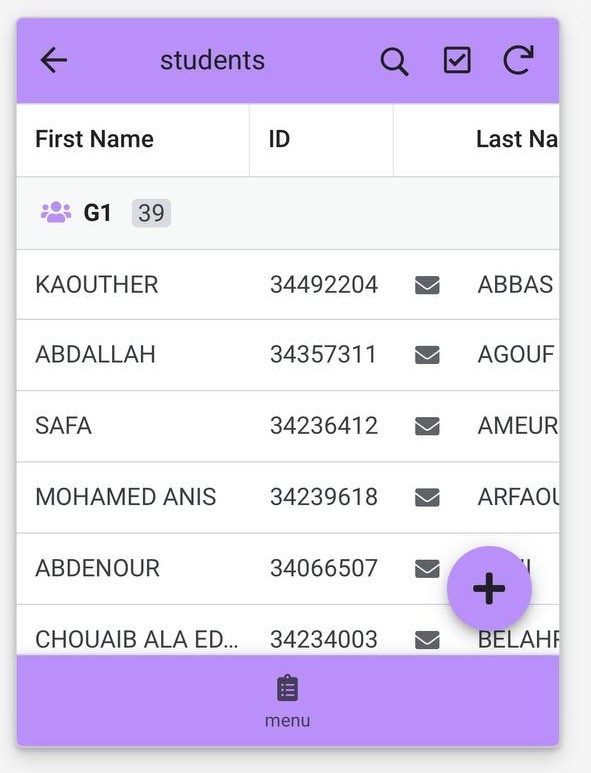 students
First Name ID Last Na
G1 39
KAOUTHER 34492204 ABBAS
ABDALLAH 34357311 AGOUF
SAFA 34236412 AMEUR
MOHAMED ANIS 34239618 ARFAOU
ABDENOUR 34066507
CHOUAIB ALA ED... 34234003 BELAHR
menu